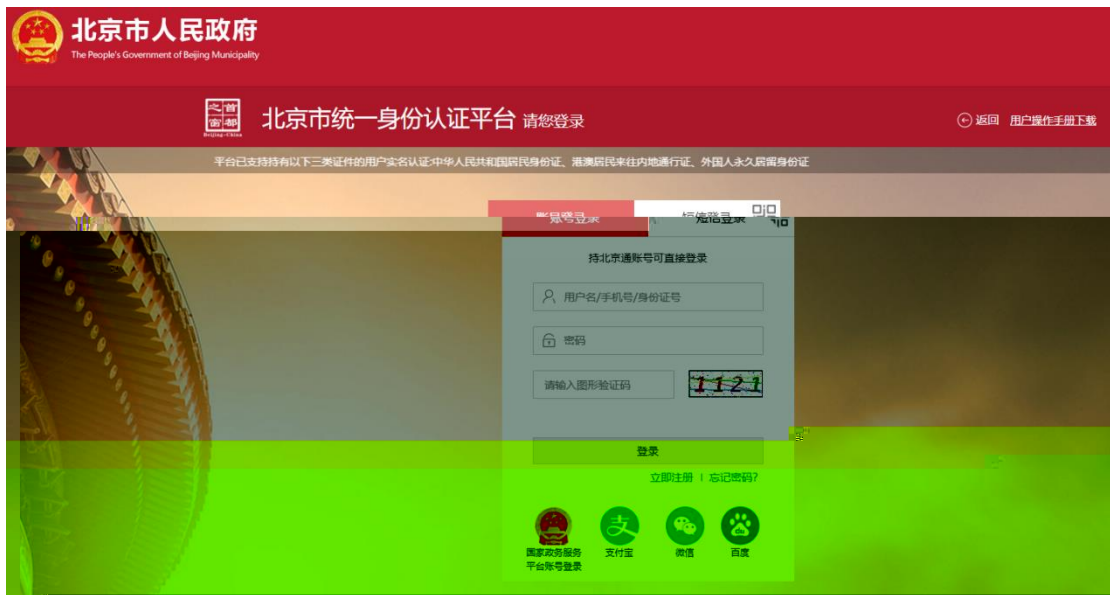 北京市人民政府
The People's Government of Beijing Municipality
之首
窗都
Beijing-China
北京市统一身份认证平台 请您登录
返回 用户操作手册下载
平台已支持持有以下三类证件的用户实名认证:中华人民共和国居民身份证、港澳居民来往内地通行证、外国人永久居留身份证
账号登录 短信登录
持北京通账号可直接登录
用户名/手机号/身份证号
密码
请输入图形验证码 1121
登录
立即注册 | 忘记密码?
国家政务服务
平台账号登录
支付宝
微信
百度